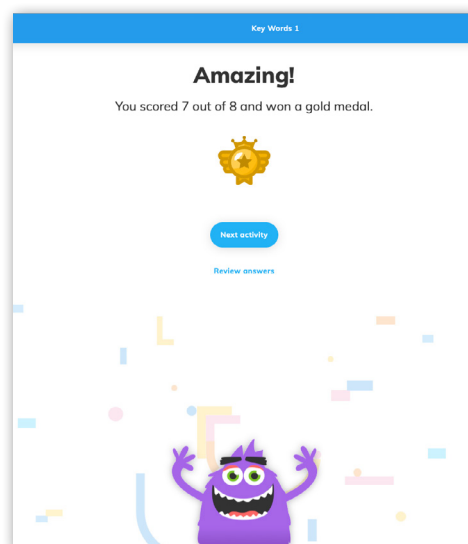 Key Words 1
Amazing!
You scored 7 out of 8 and won a gold medal.
Next activity
Review answers